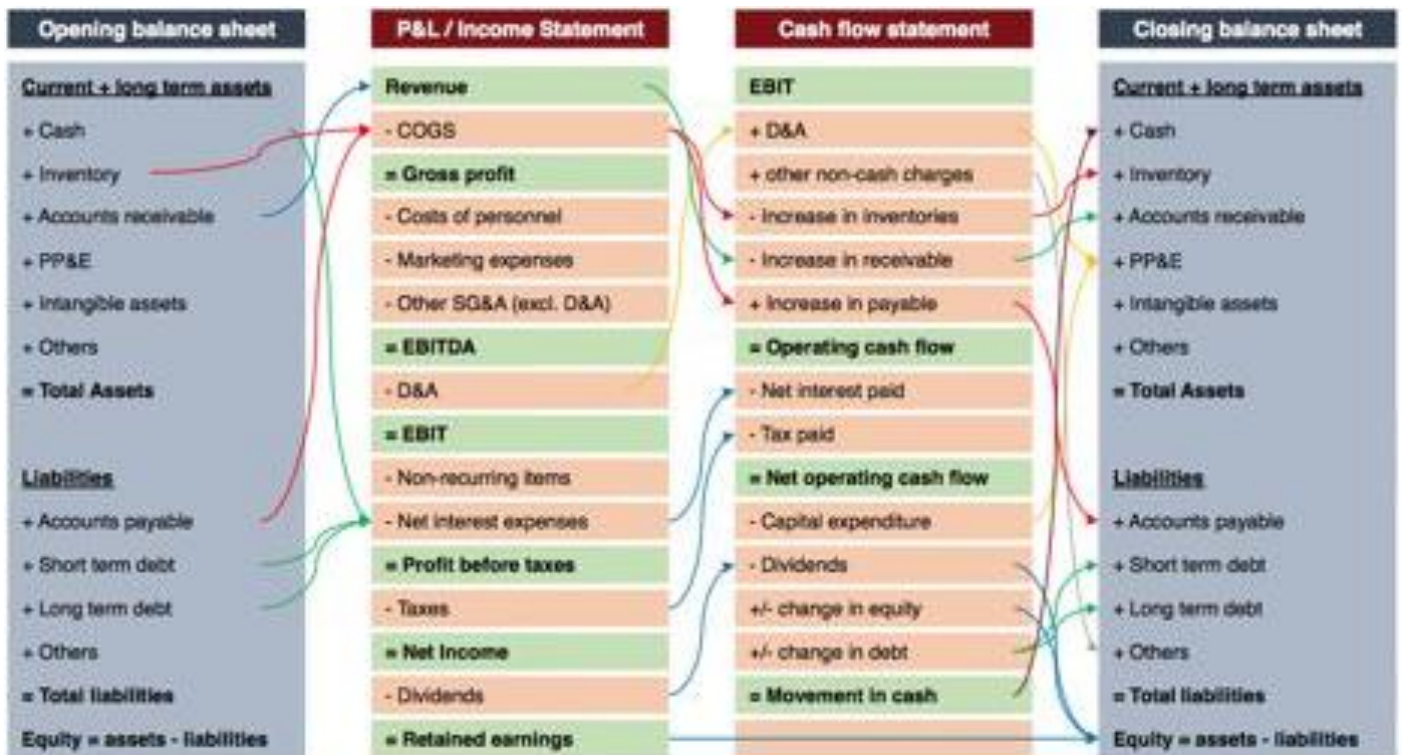 Opening balance sheet
Current + long term assets
+ Cash
+ Inventory
+ Accounts receivable
+ PP&E
+ Intangible assets
+ Others
= Total Assets
Liabilities
+ Accounts payable
+ Short term debt
+ Long term debt
+ Others
= Total liabilities
Equity = assets - liabilities
P&L / Income Statement
Revenue
- COGS
= Gross profit
- Costs of personnel
- Marketing expenses
- Other SG&A (excl. D&A)
= EBITDA
- D&A
= EBIT
- Non-recurring items
- Net interest expenses
= Profit before taxes
- Taxes
= Net Income
- Dividends
= Retained earnings
Cash flow statement
EBIT
+ D&A
+ other non-cash charges
- Increase in inventories
- Increase in receivable
+ Increase in payable
= Operating cash flow
- Net interest paid
- Tax paid
= Net operating cash flow
- Capital expenditure
- Dividends
+/- change in equity
+/- change in debt
= Movement in cash
Closing balance sheet
Current + long term assets
+ Cash
+ Inventory
+ Accounts receivable
+ PP&E
+ Intangible assets
+ Others
= Total Assets
Liabilities
+ Accounts payable
+ Short term debt
+ Long term debt
+ Others
= Total liabilities
Equity = assets - liabilities